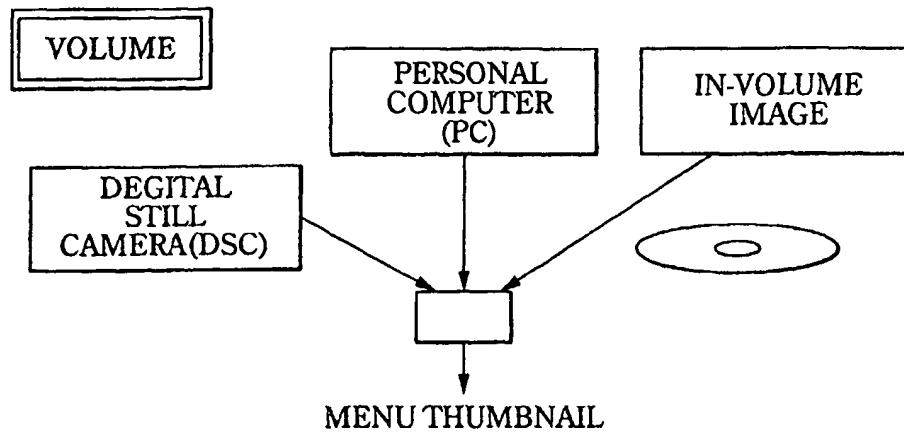 VOLUME
PERSONAL
COMPUTER
(PC)
IN-VOLUME
IMAGE
DEGITAL
STILL
CAMERA(DSC)
MENU THUMBNAIL